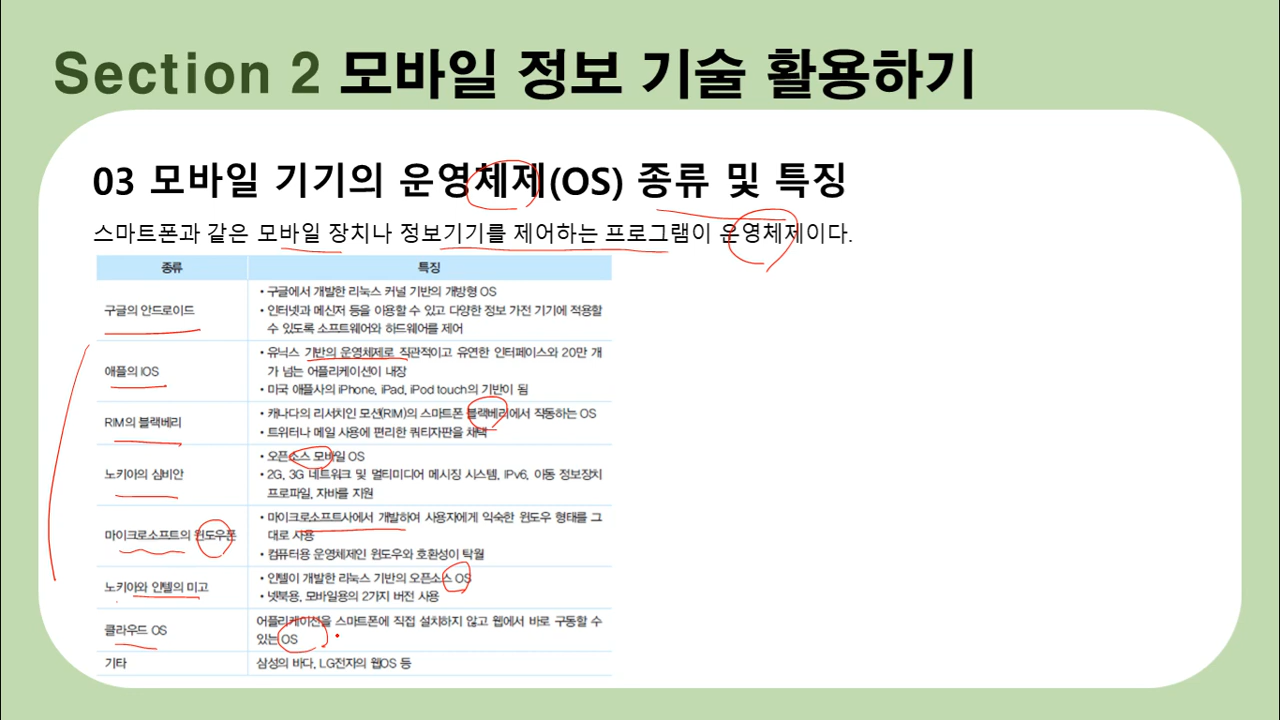 Section 2 모바일 정보 기술 활용하기
03 모바일 기기의 운영체제(OS) 종류 및 특징
스마트폰과 같은 모바일 장치나 정보기기를 제어하는 프로그램이 운영체제이다.
종류 특징
구글의 안드로이드
• 구글에서 개발한 리눅스 커널 기반의 개방형 OS
• 인터넷과 메신저 등을 이용할 수 있고 다양한 정보 가전 기기에 적용할
수 있도록 소프트웨어와 하드웨어를 제어
애플의 IOS
• 유닉스 기반의 운영체제로 직관적이고 유연한 인터페이스와 20만 개
가 넘는 어플리케이션이 내장
• 미국 애플사의 iPhone, iPad, iPod touch의 기반이 됨
RIM의 블랙베리
• 캐나다의 리서치인 모션(RIM)의 스마트폰 블랙베리에서 작동하는 OS
• 트위터나 메일 사용에 편리한 쿼티자판을 채택
노키아의 심비안
• 오픈소스 모바일 OS
• 2G, 3G 네트워크 및 멀티미디어 메시징 시스템, IPv6, 이동 정보장치
프로파일, 자바를 지원
마이크로소프트의 윈도우폰
• 마이크로소프트사에서 개발하여 사용자에게 익숙한 윈도우 형태를 그
대로 사용
• 컴퓨터용 운영체제인 윈도우와 호환성이 탁월
노키아와 인텔의 미고
• 인텔이 개발한 리눅스 기반의 오픈소스 OS
• 넷북용, 모바일용의 2가지 버전 사용
클라우드 OS
어플리케이션을 스마트폰에 직접 설치하지 않고 웹에서 바로 구동할 수
있는 OS
기타
삼성의 바다, LG전자의 웹OS 등